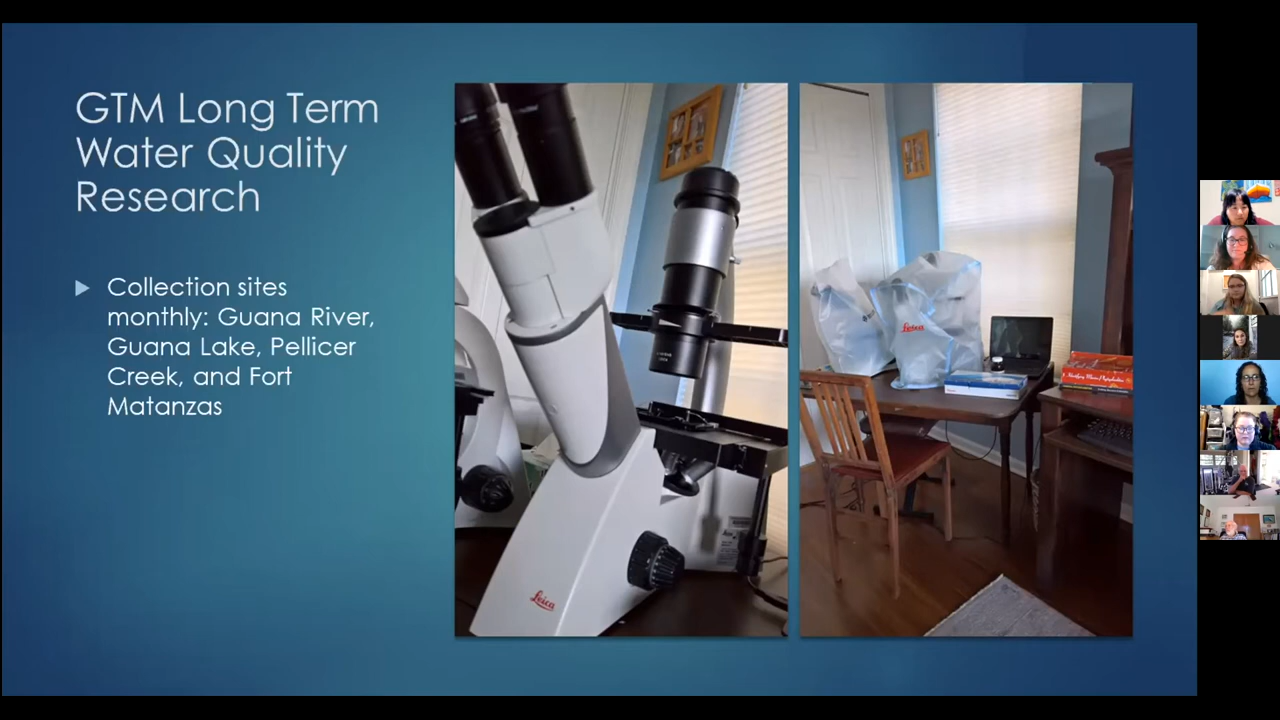 GTM Long Term
Water Quality
Research
Collection sites
monthly: Guana River,
Guana Lake, Pellicer
Creek, and Fort
Matanzas
Leica
Leica